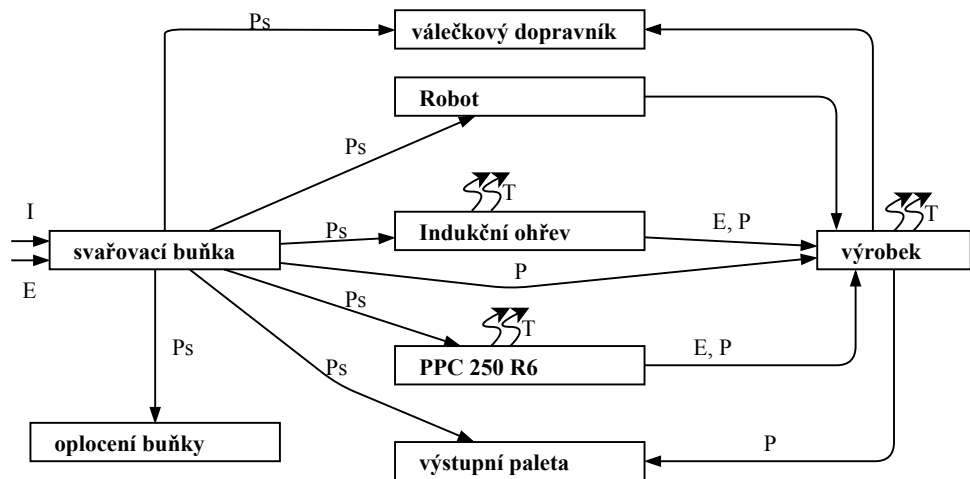 Ps
válečkový dopravník
Robot
Ps
T
T
I
Ps
Indukční ohřev
E, P
svařovací buňka
výrobek
P
E
Ps
T
Ps
Ps
PPC 250 R6
E, P
oplocení buňky
výstupní paleta
P